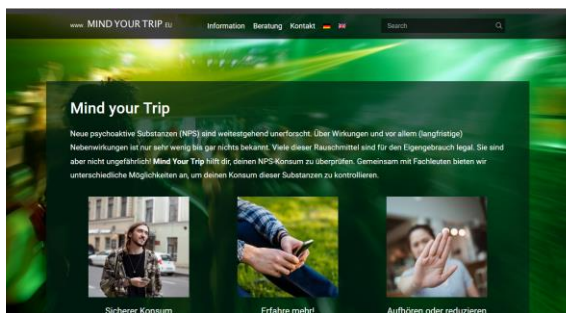 www. MIND YOUR TRIP EU
Information Beratung Kontakt
Search
Mind your Trip
Neue psychoaktive Substanzen (NPS) sind weitestgehend unerforscht. Über Wirkungen und vor allem (langfristige)
Nebenwirkungen ist nur sehr wenig bis gar nichts bekannt. Viele dieser Rauschmittel sind für den Eigengebrauch legal. Sie sind
aber nicht ungefährlich! Mind Your Trip hilft dir, deinen NPS-Konsum zu überprüfen. Gemeinsam mit Fachleuten bieten wir
unterschiedliche Möglichkeiten an, um deinen Konsum dieser Substanzen zu kontrollieren.
Sicherer Konsum
Erfahre mehr!
Aufhören oder reduzieren